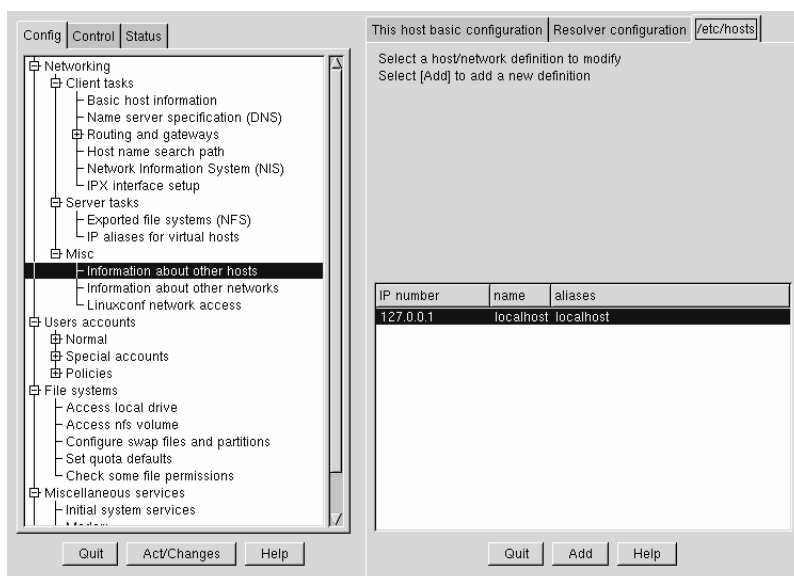 Config Control Status
Networking
Client tasks
Basic host information
Name server specification (DNS)
Routing and gateways
Host name search path
Network Information System (NIS)
IPX interface setup
Server tasks
Exported file systems (NFS)
IP aliases for virtual hosts
Misc
Information about other hosts
Information about other networks
Linuxconf network access
Users accounts
Normal
Special accounts
Policies
File systems
Access local drive
Access nfs volume
Configure swap files and partitions
Set quota defaults
Check some file permissions
Miscellaneous services
Initial system services
Quit Act/Changes Help
This host basic configuration Resolver configuration /etc/hosts
Select a host/network definition to modify
Select [Add] to add a new definition
IP number name aliases
127.0.0.1 localhost localhost
Quit Add Help